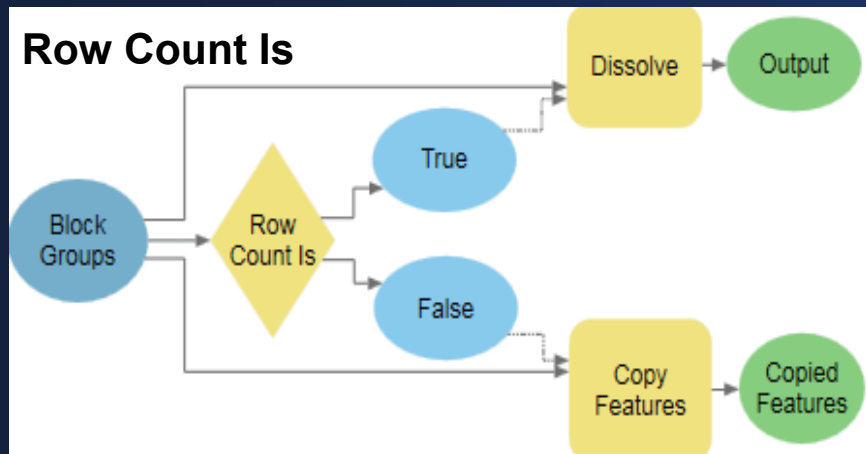 Row Count Is
Dissolve
Output
True
Block
Groups
Row
Count Is
False
Copy
Features
Copied
Features